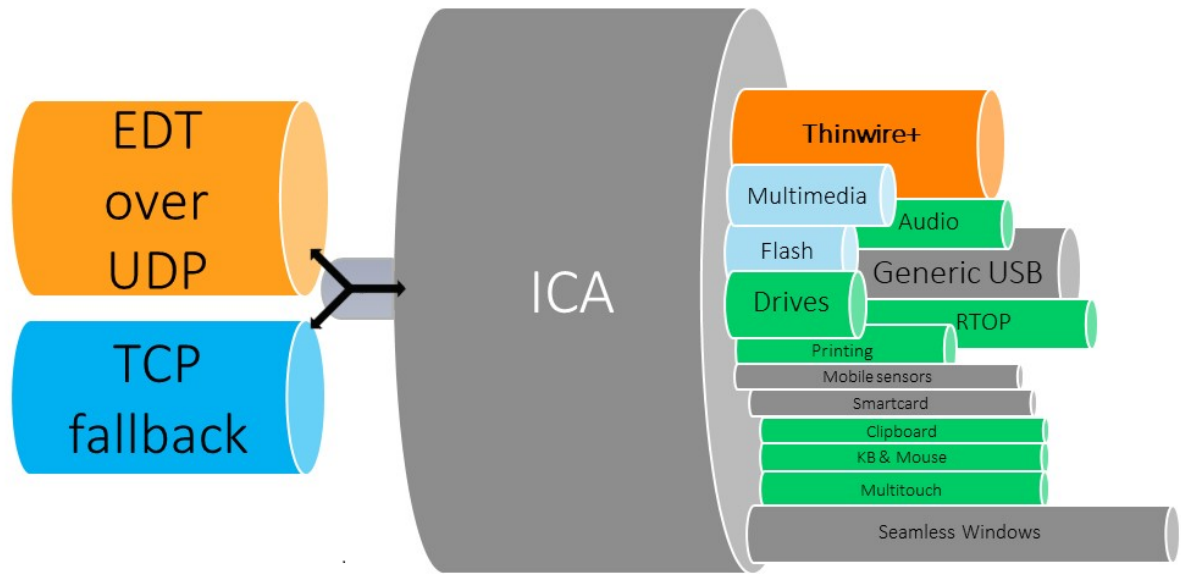 EDT
over
UDP
TCP
fallback
ICA
Thinwire+
Multimedia
Audio
Flash
Generic USB
Drives
RTOP
Printing
Mobile sensors
Smartcard
Clipboard
KB & Mouse
Multitouch
Seamless Windows